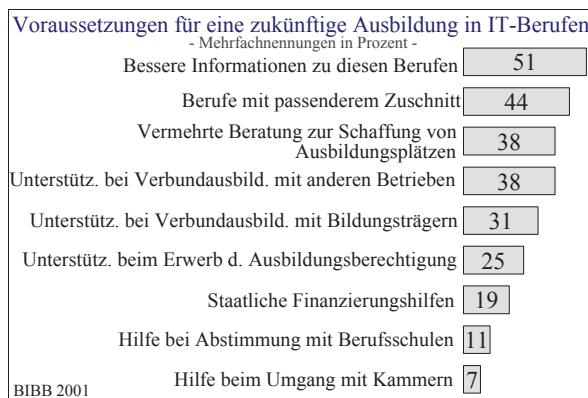 Voraussetzungen für eine zukünftige Ausbildung in IT-Berufen
- Mehrfachnennungen in Prozent -
Bessere Informationen zu diesen Berufen 51
Berufe mit passenderem Zuschnitt 44
Vermehrte Beratung zur Schaffung von
Ausbildungsplätzen 38
Unterstütz. bei Verbundausbild. mit anderen Betrieben 38
Unterstütz. bei Verbundausbild. mit Bildungsträgern 31
Unterstütz. beim Erwerb d. Ausbildungsberechtigung 25
Staatliche Finanzierungshilfen 19
Hilfe bei Abstimmung mit Berufsschulen 11
Hilfe beim Umgang mit Kammern 7
BIBB 2001